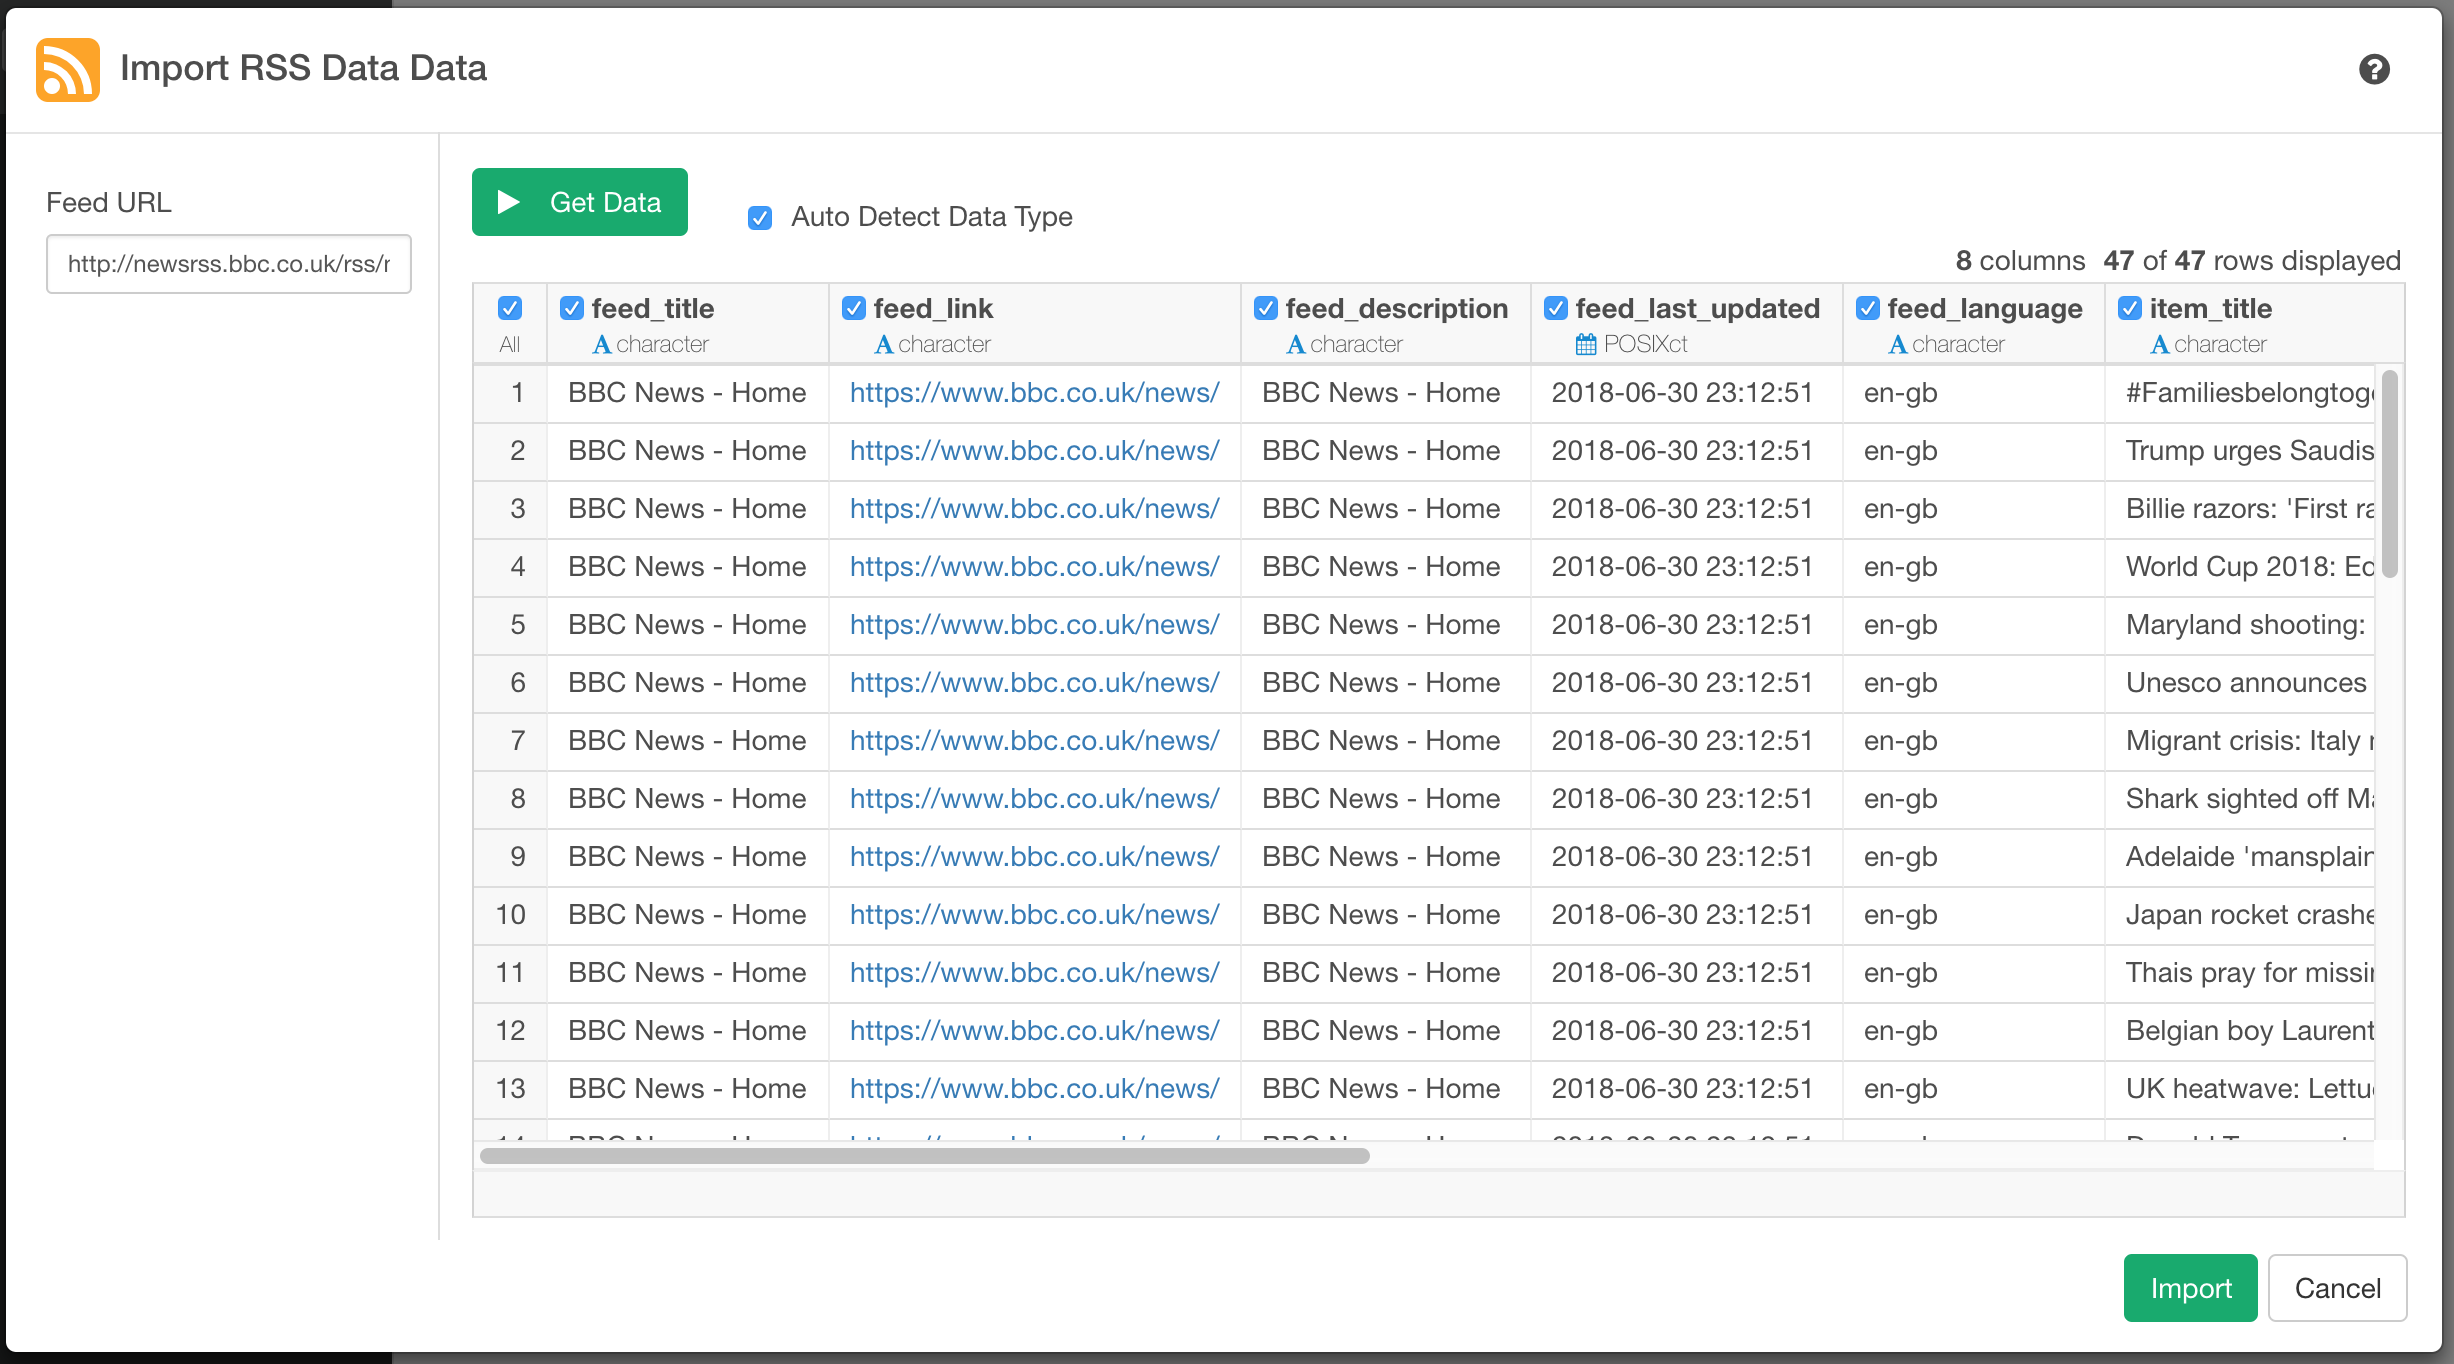 Import RSS Data Data
Feed URL
http://newsrss.bbc.co.uk/rss/
Get Data
Auto Detect Data Type
8 columns 47 of 47 rows displayed
All feed_title feed_link feed_description feed_last_updated feed_language item_title
character character character POSIXct character character
1 BBC News - Home https://www.bbc.co.uk/news/ BBC News - Home 2018-06-30 23:12:51 en-gb #Familiesbelongtoge
2 BBC News - Home https://www.bbc.co.uk/news/ BBC News - Home 2018-06-30 23:12:51 en-gb Trump urges Saudis
3 BBC News - Home https://www.bbc.co.uk/news/ BBC News - Home 2018-06-30 23:12:51 en-gb Billie razors: 'First ra
4 BBC News - Home https://www.bbc.co.uk/news/ BBC News - Home 2018-06-30 23:12:51 en-gb World Cup 2018: Ed
5 BBC News - Home https://www.bbc.co.uk/news/ BBC News - Home 2018-06-30 23:12:51 en-gb Maryland shooting:
6 BBC News - Home https://www.bbc.co.uk/news/ BBC News - Home 2018-06-30 23:12:51 en-gb Unesco announces
7 BBC News - Home https://www.bbc.co.uk/news/ BBC News - Home 2018-06-30 23:12:51 en-gb Migrant crisis: Italy
8 BBC News - Home https://www.bbc.co.uk/news/ BBC News - Home 2018-06-30 23:12:51 en-gb Shark sighted off Ma
9 BBC News - Home https://www.bbc.co.uk/news/ BBC News - Home 2018-06-30 23:12:51 en-gb Adelaide 'mansplain
10 BBC News - Home https://www.bbc.co.uk/news/ BBC News - Home 2018-06-30 23:12:51 en-gb Japan rocket crashe
11 BBC News - Home https://www.bbc.co.uk/news/ BBC News - Home 2018-06-30 23:12:51 en-gb Thais pray for missin
12 BBC News - Home https://www.bbc.co.uk/news/ BBC News - Home 2018-06-30 23:12:51 en-gb Belgian boy Laurent
13 BBC News - Home https://www.bbc.co.uk/news/ BBC News - Home 2018-06-30 23:12:51 en-gb UK heatwave: Lettu
Import Cancel